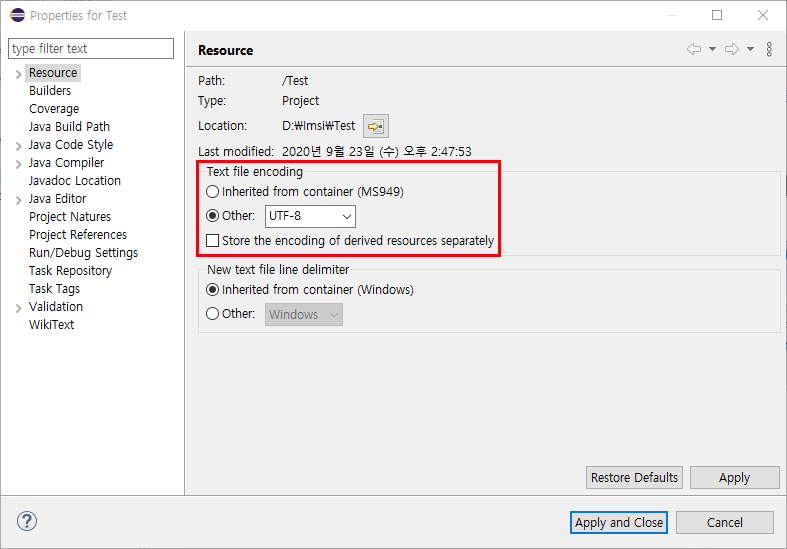 Properties for Test
type filter text
Resource
Builders
Coverage
Java Build Path
Java Code Style
Java Compiler
Javadoc Location
Java Editor
Project Natures
Project References
Run/Debug Settings
Task Repository
Task Tags
Validation
WikiText
Resource
Path: /Test
Type: Project
Location: D:₩Imsi₩Test
Last modified: 2020년 9월 23일 (수) 오후 2:47:53
Text file encoding
Inherited from container (MS949)
Other: UTF-8
Store the encoding of derived resources separately
New text file line delimiter
Inherited from container (Windows)
Other: Windows
Restore Defaults Apply
? Apply and Close Cancel